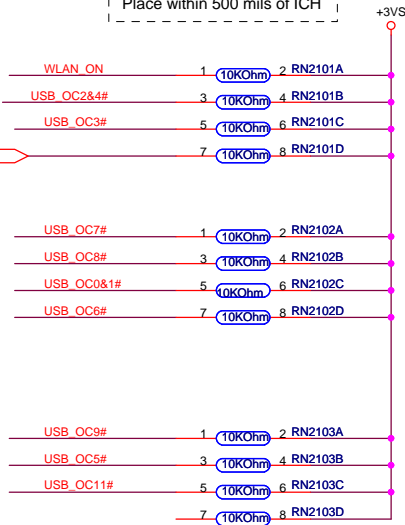 Place within 500 mils of ICH
+3VS
WLAN_ON 1 10KOhm 2 RN2101A
USB_OC2&4# 3 10KOhm 4 RN2101B
USB_OC3# 5 10KOhm 6 RN2101C
7 10KOhm 8 RN2101D
USB_OC7# 1 10KOhm 2 RN2102A
USB_OC8# 3 10KOhm 4 RN2102B
USB_OC0&1# 5 10KOhm 6 RN2102C
USB_OC6# 7 10KOhm 8 RN2102D
USB_OC9# 1 10KOhm 2 RN2103A
USB_OC5# 3 10KOhm 4 RN2103B
USB_OC11# 5 10KOhm 6 RN2103C
7 10KOhm 8 RN2103D